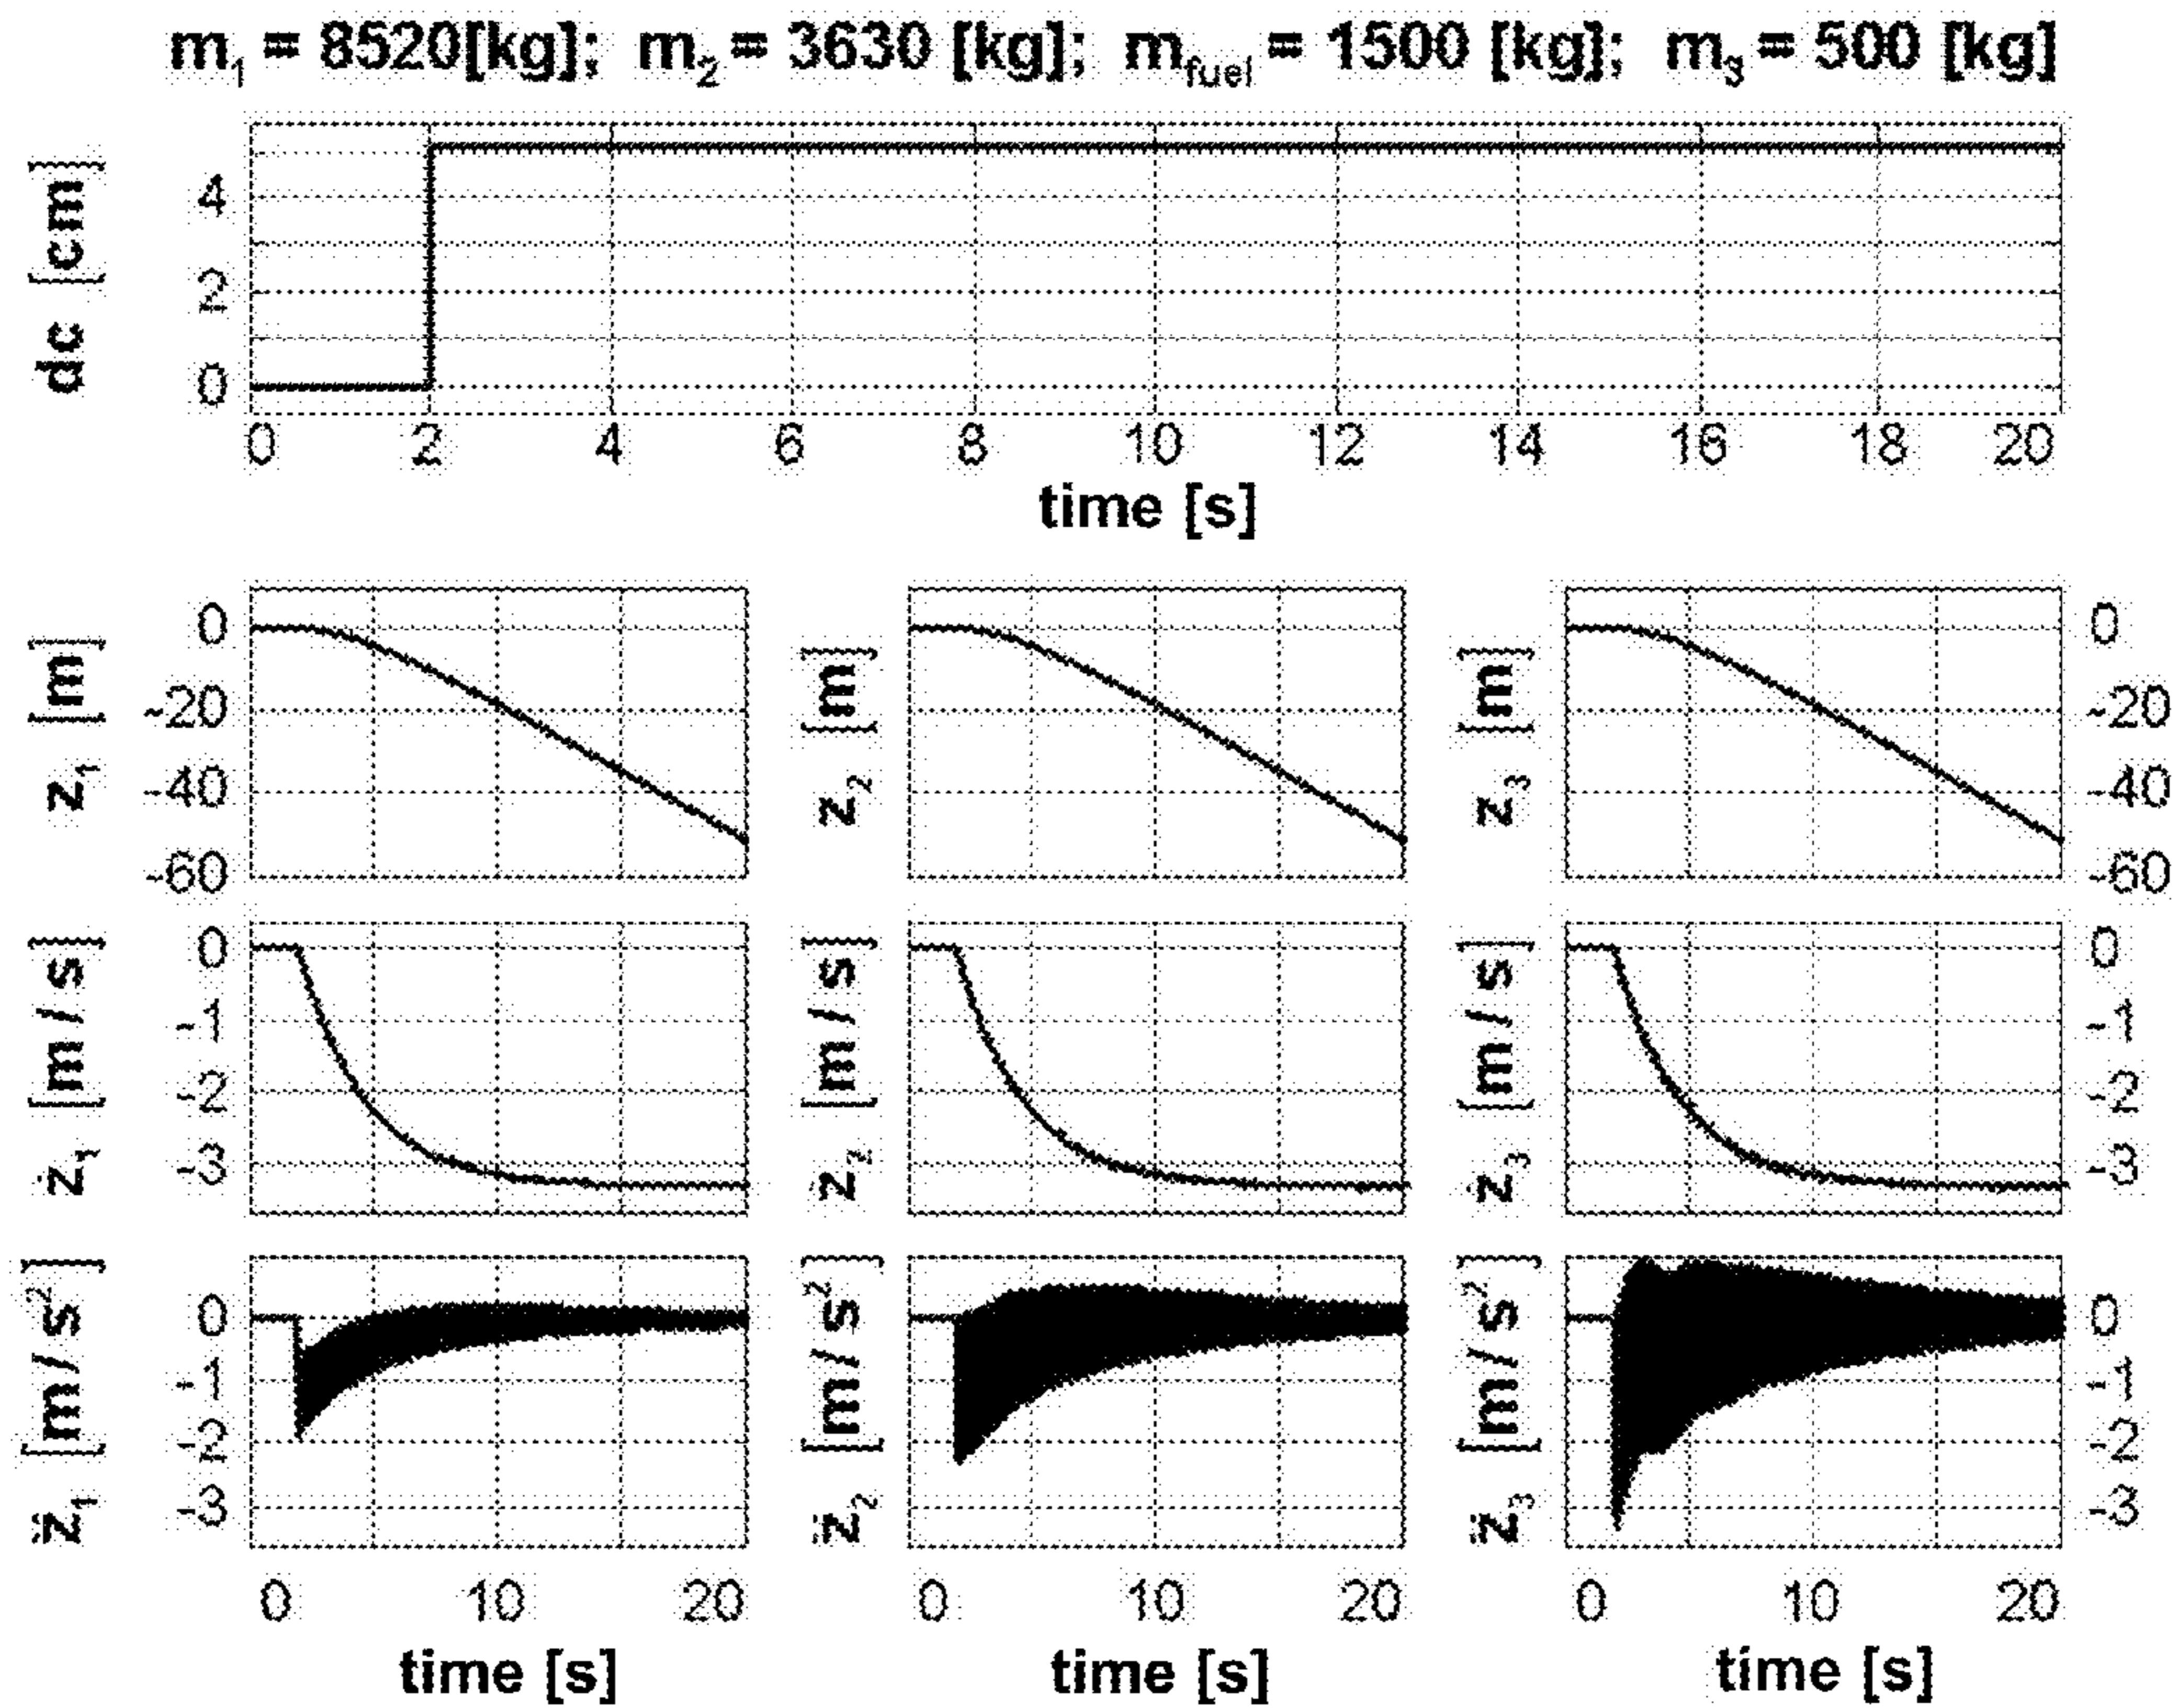 m₁ = 8520[kg]; m₂ = 3630 [kg]; m_fuel = 1500 [kg]; m₃ = 500 [kg]
dc [cm]
4
2
0
0 2 4 6 8 10 12 14 16 18 20
time [s]
z₁ [m]
0
-20
-40
-60
z₂ [m]
z₃ [m]
0
-20
-40
-60
ż₁ [m/s]
0
-1
-2
-3
ż₂ [m/s]
ż₃ [m/s]
0
-1
-2
-3
z̈₁ [m/s²]
0
-1
-2
-3
z̈₂ [m/s²]
z̈₃ [m/s²]
0
-1
-2
-3
0 10 20 0 10 20 0 10 20
time [s] time [s] time [s]